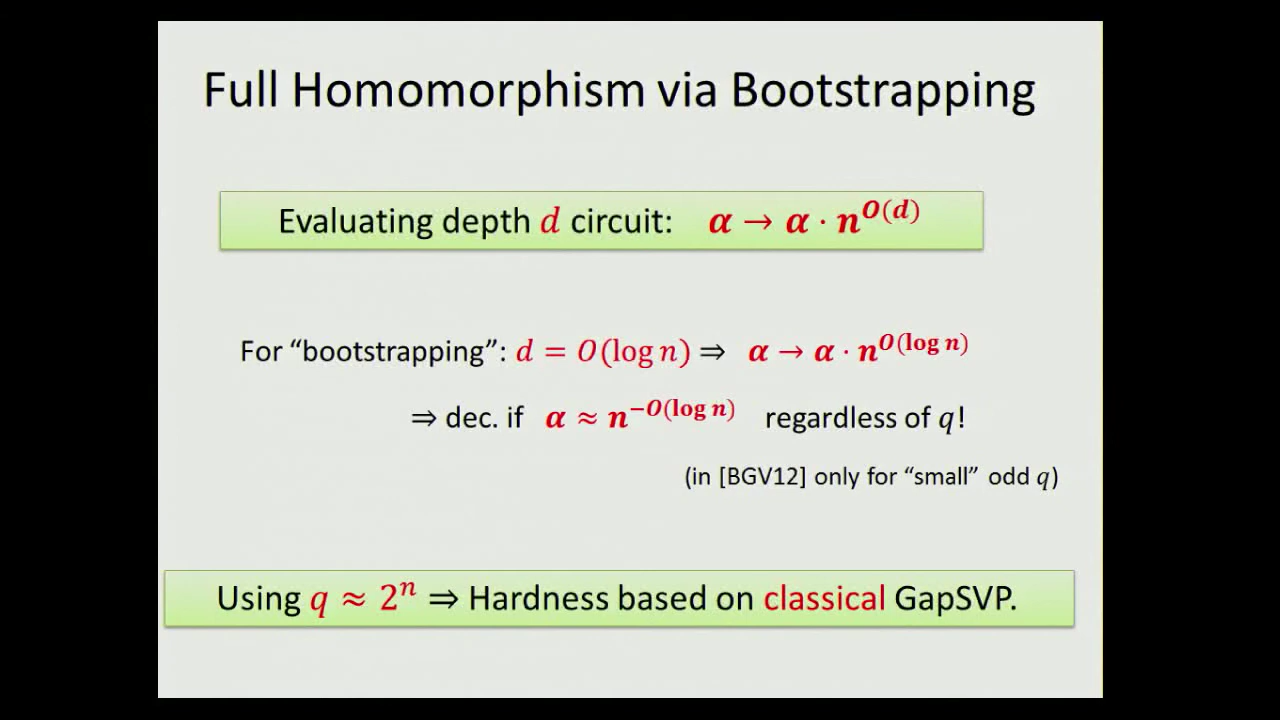 Full Homomorphism via Bootstrapping
Evaluating depth d circuit: α → α · n^{O(d)}
For “bootstrapping”: d = O(log n) ⇒ α → α · n^{O(log n)}
⇒ dec. if α ≈ n^{−O(log n)} regardless of q!
(in [BGV12] only for “small” odd q)
Using q ≈ 2^n ⇒ Hardness based on classical GapSVP.